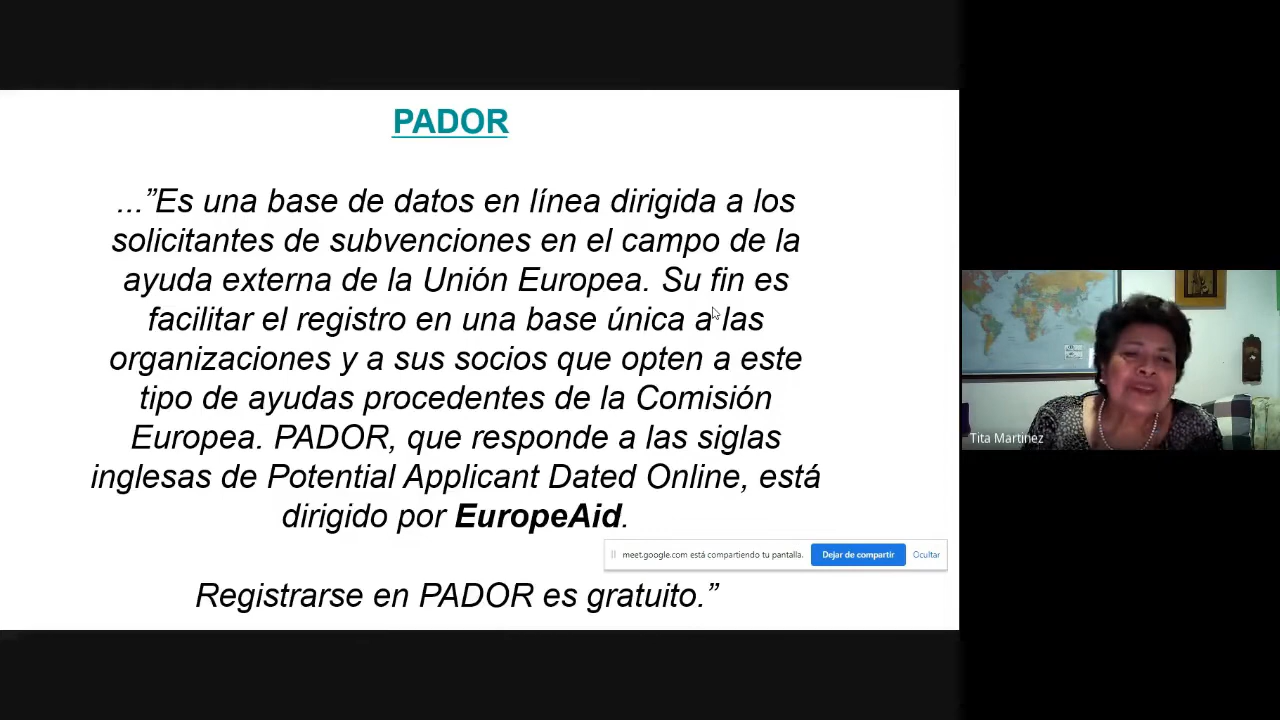 PADOR
...”Es una base de datos en línea dirigida a los
solicitantes de subvenciones en el campo de la
ayuda externa de la Unión Europea. Su fin es
facilitar el registro en una base única a las
organizaciones y a sus socios que opten a este
tipo de ayudas procedentes de la Comisión
Europea. PADOR, que responde a las siglas
inglesas de Potential Applicant Dated Online, está
dirigido por EuropeAid.
meet.google.com está compartiendo tu pantalla. Dejar de compartir Ocultar
Registrarse en PADOR es gratuito.”
Tita Martinez